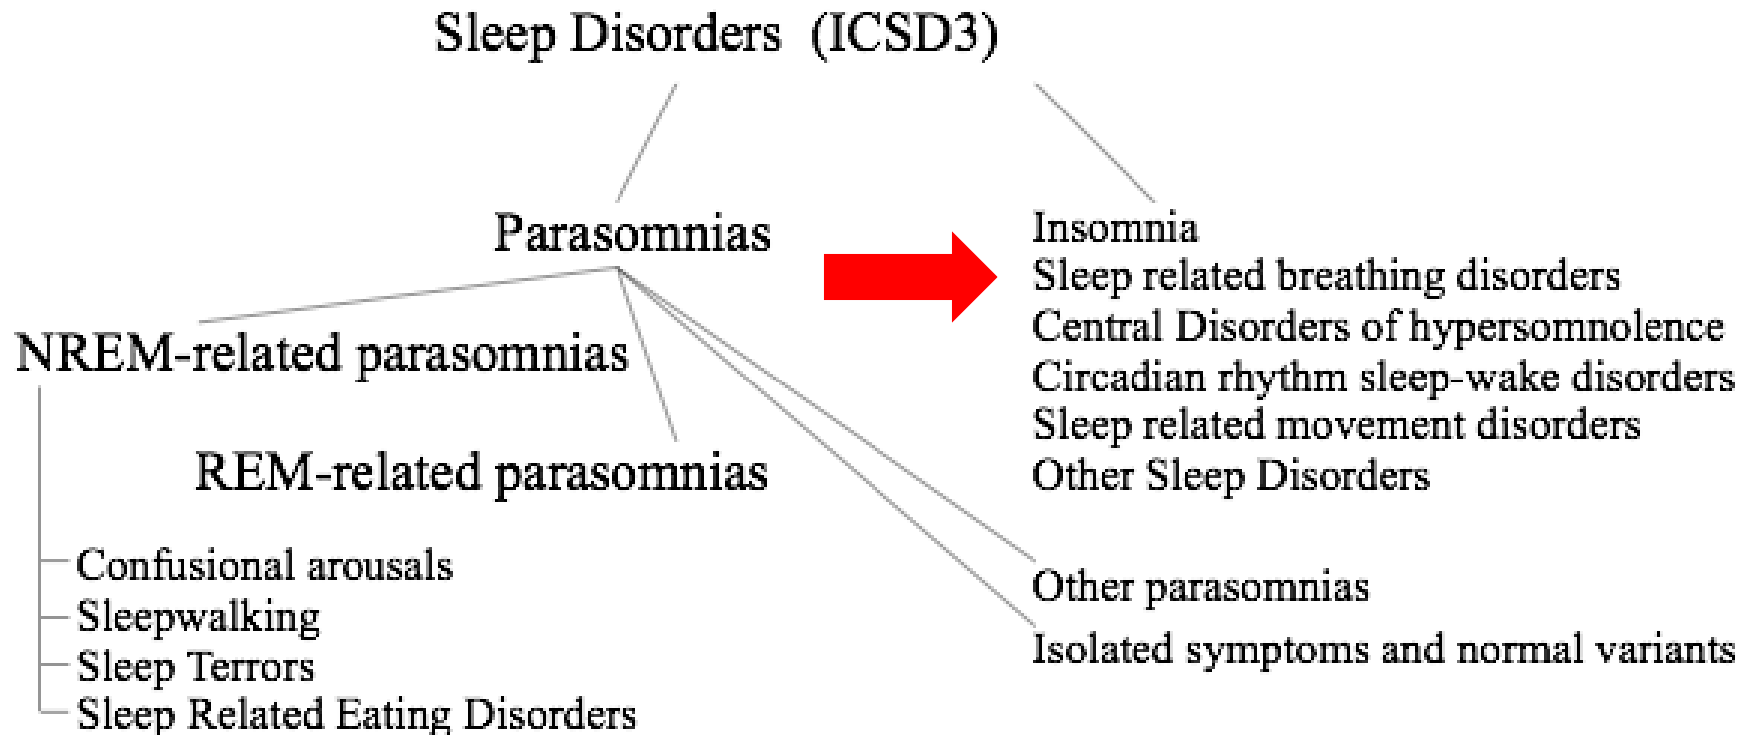 Sleep Disorders (ICSD3)
Parasomnias
NREM-related parasomnias
REM-related parasomnias
Confusional arousals
Sleepwalking
Sleep Terrors
Sleep Related Eating Disorders
Insomnia
Sleep related breathing disorders
Central Disorders of hypersomnolence
Circadian rhythm sleep-wake disorders
Sleep related movement disorders
Other Sleep Disorders
Other parasomnias
Isolated symptoms and normal variants